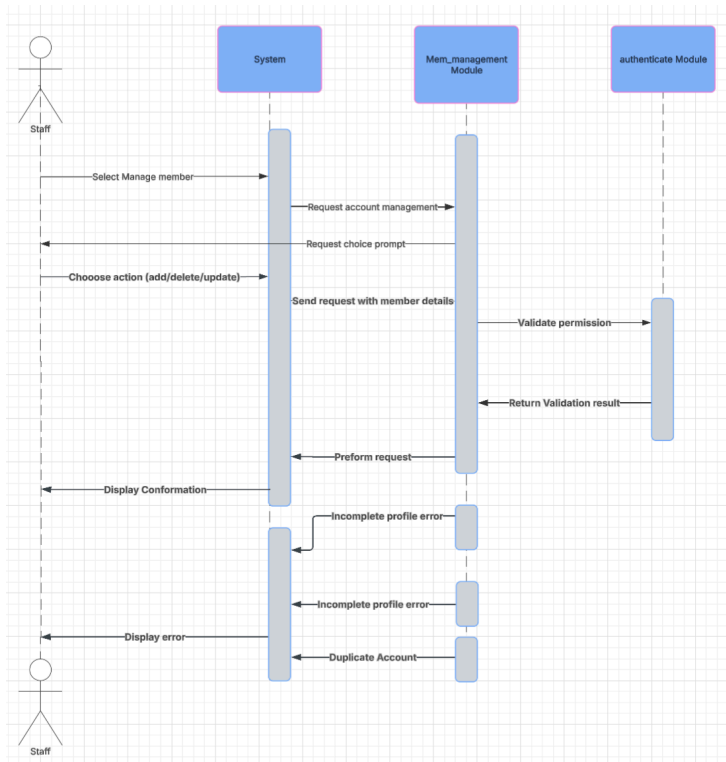 System
Mem_management
Module
authenticate Module
Staff
Select Manage member
Request account management
Request choice prompt
Chooose action (add/delete/update)
Send request with member details
Validate permission
Return Validation result
Preform request
Display Conformation
Incomplete profile error
Incomplete profile error
Display error
Duplicate Account
Staff